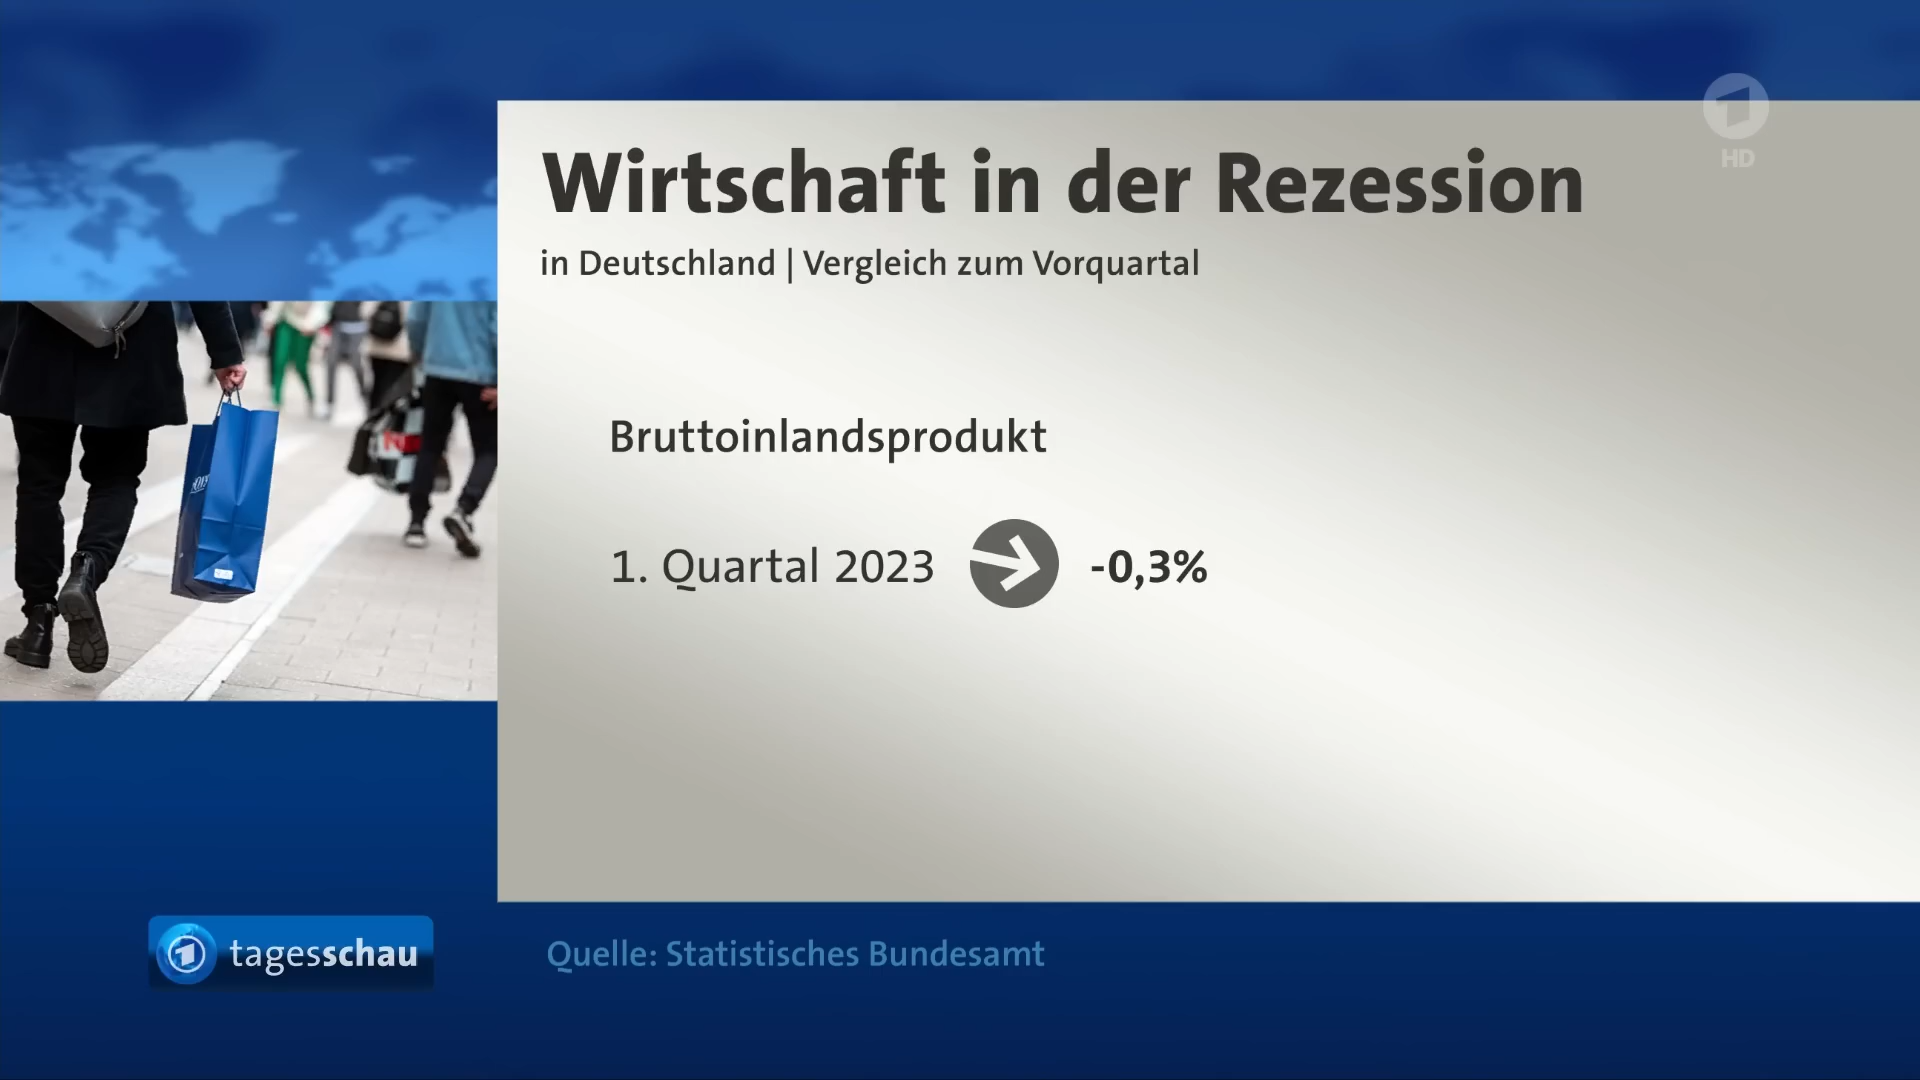 Wirtschaft in der Rezession
HD
in Deutschland | Vergleich zum Vorquartal
Bruttoinlandsprodukt
1. Quartal 2023 -0,3%
tagesschau
Quelle: Statistisches Bundesamt